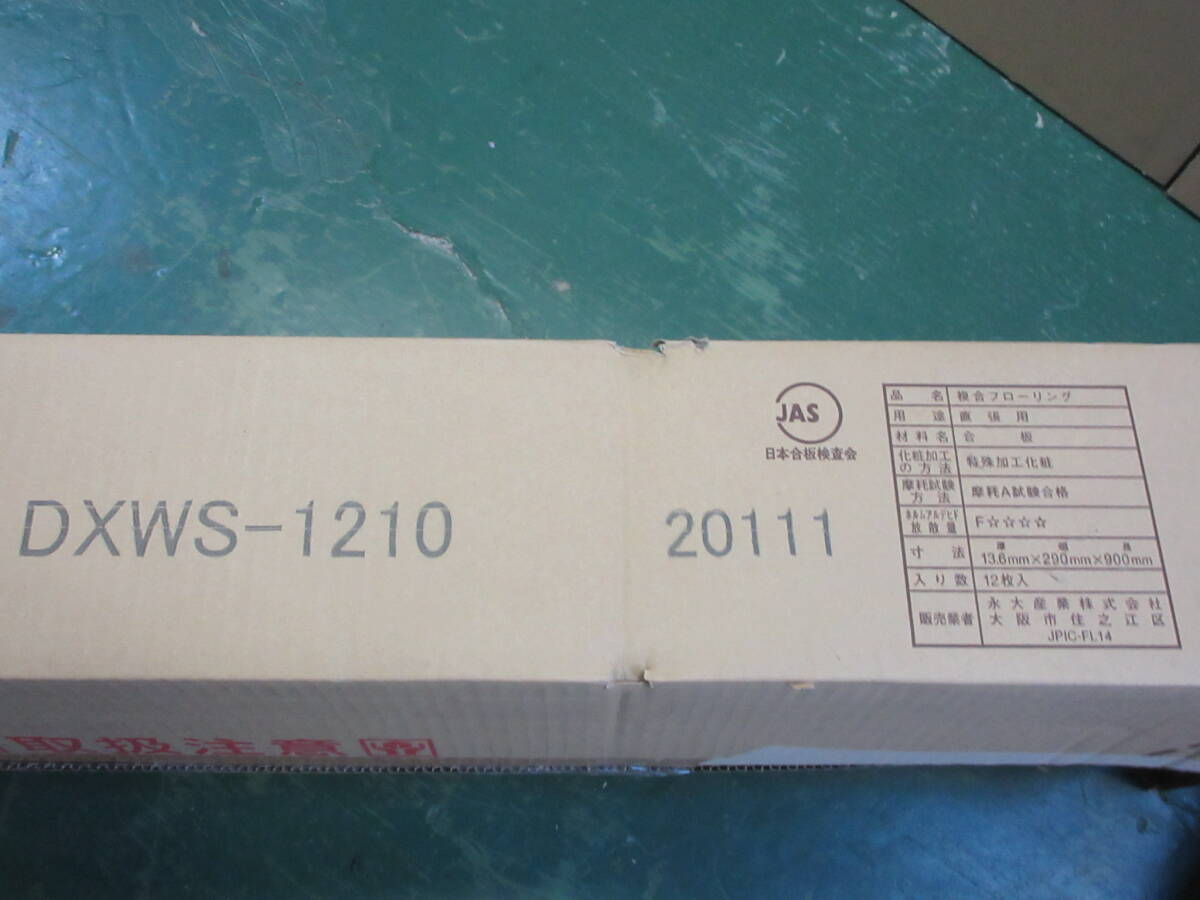 DXWS-1210
20111
JAS
日本合板検査会
品名 複合フローリング
用途 直張用
材料名 合板
化粧加工の方法 特殊加工化粧
摩耗試験方法 摩耗A試験合格
ホルムアルデヒド放散量 F☆☆☆☆
寸法 厚 幅 長
13.6mm×290mm×900mm
入り数 12枚入
販売業者 永大産業株式会社
大阪市住之江区
JPIC-FL14
取扱注意